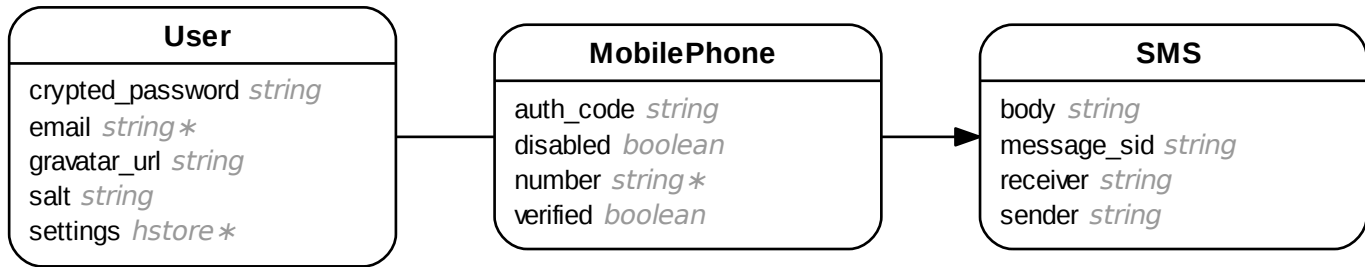 User
crypted_password string
email string∗
gravatar_url string
salt string
settings hstore∗
MobilePhone
auth_code string
disabled boolean
number string∗
verified boolean
SMS
body string
message_sid string
receiver string
sender string